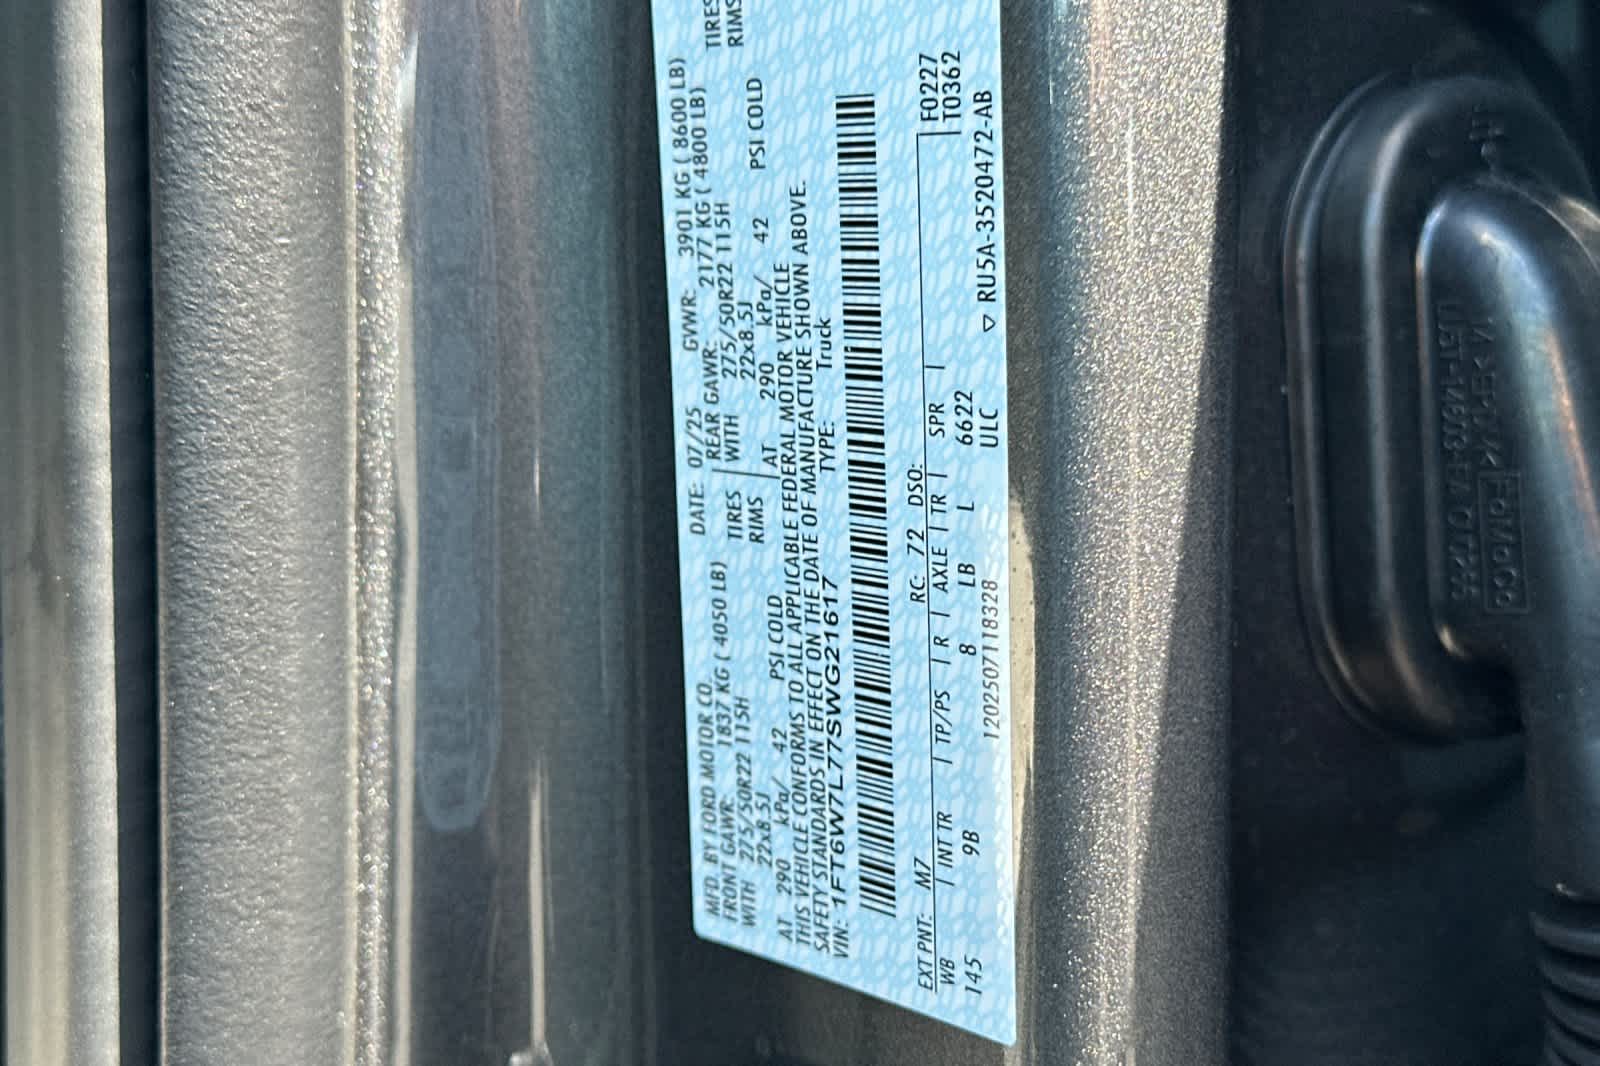 MFD. BY FORD MOTOR CO. DATE: 07/25 GVWR: 3901 KG ( 8600 LB)
FRONT GAWR: 1837 KG ( 4050 LB) REAR GAWR: 2177 KG ( 4800 LB)
WITH 275/50R22 115H TIRES WITH 275/50R22 115H TIRES
22x8.5J RIMS 22x8.5J RIMS
AT 290 kPa/ 42 PSI COLD AT 290 kPa/ 42 PSI COLD
THIS VEHICLE CONFORMS TO ALL APPLICABLE FEDERAL MOTOR VEHICLE
SAFETY STANDARDS IN EFFECT ON THE DATE OF MANUFACTURE SHOWN ABOVE.
VIN: 1FT6W7L77SWG21617 TYPE: Truck
EXT PNT: M7 RC: 72 DSO: F0227
WB INT TR TP/PS R AXLE TR SPR T0362
145 9B 8 LB L 6622
ULC RU5A-3520472-AB
12025071118328